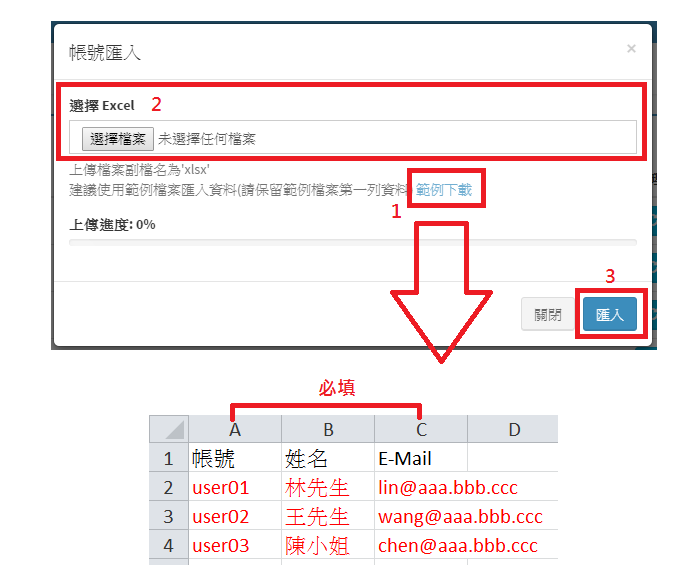 帳號匯入 ×
選擇 Excel 2
選擇檔案 未選擇任何檔案
上傳檔案副檔名為'xlsx'
建議使用範例檔案匯入資料(請保留範例檔案第一列資料) 範例下載
1
上傳進度: 0%
3
關閉 匯入
必填
A B C D
1 帳號 姓名 E-Mail
2 user01 林先生 lin@aaa.bbb.ccc
3 user02 王先生 wang@aaa.bbb.ccc
4 user03 陳小姐 chen@aaa.bbb.ccc